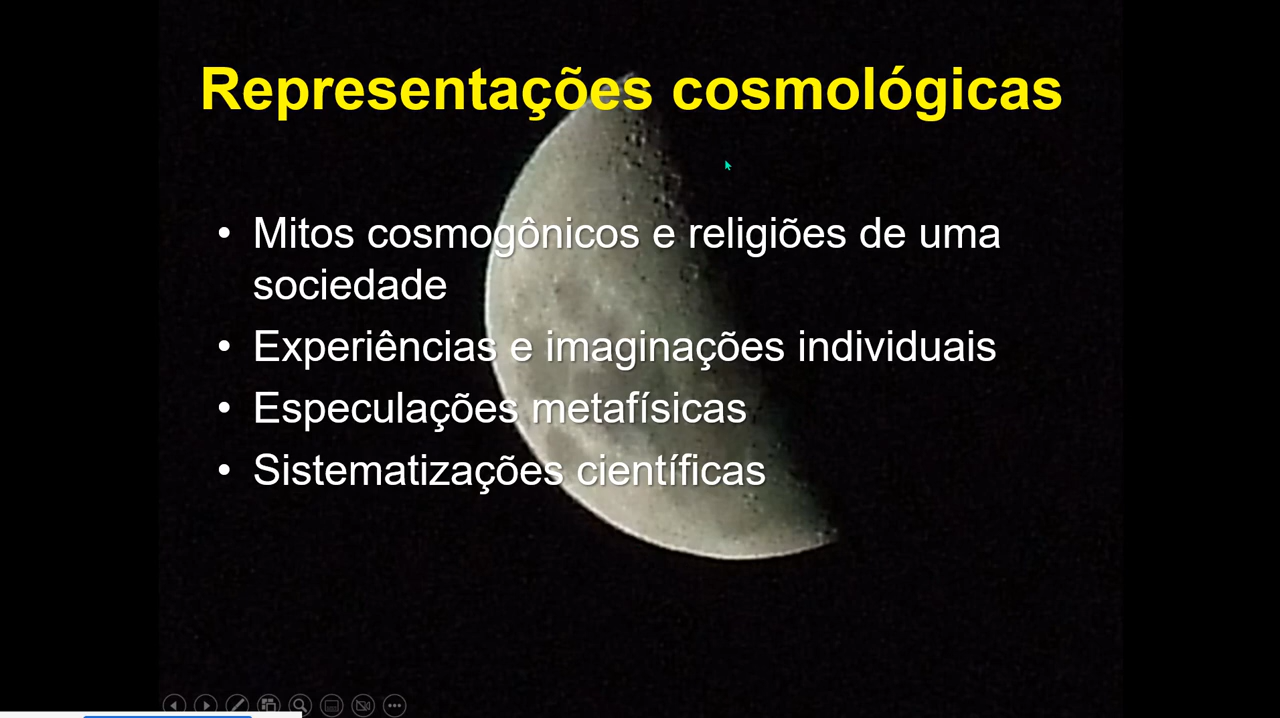 Representações cosmológicas
• Mitos cosmogônicos e religiões de uma
sociedade
• Experiências e imaginações individuais
• Especulações metafísicas
• Sistematizações científicas